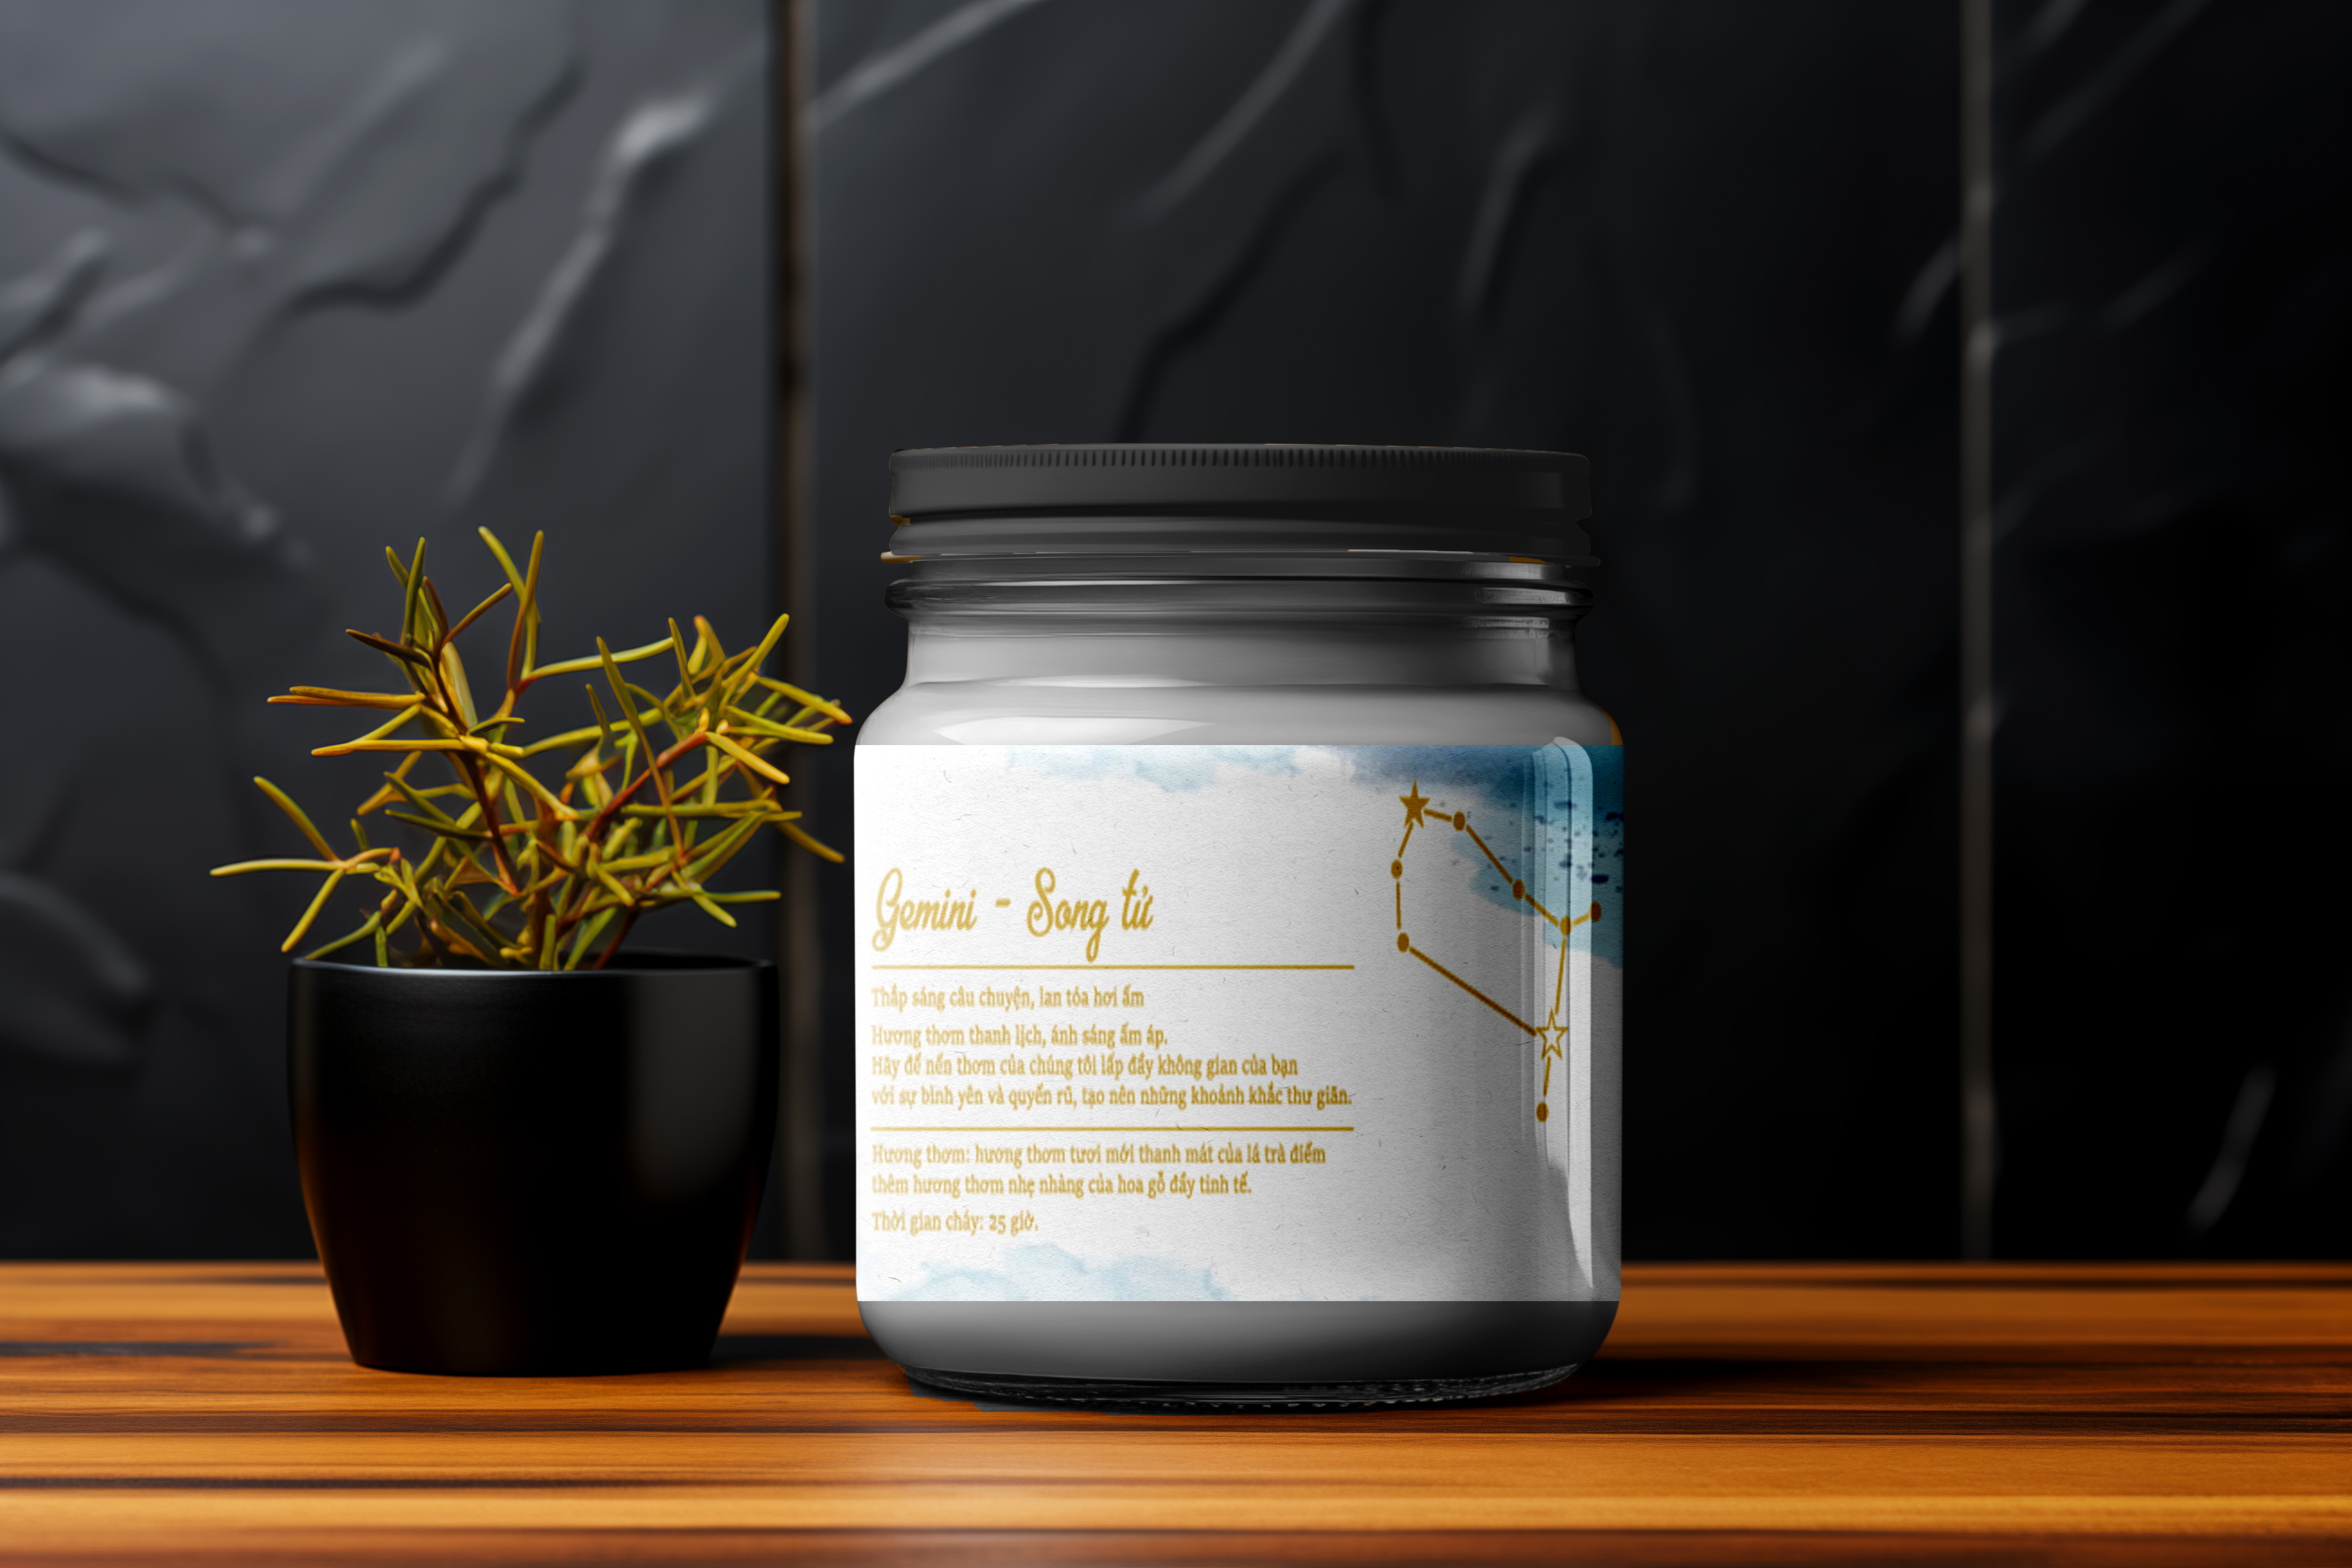 Gemini - Song tử
Thắp sáng câu chuyện, lan tỏa hơi ấm
Hương thơm thanh lịch, ánh sáng ấm áp.
Hãy để nến thơm của chúng tôi lấp đầy không gian của bạn
với sự bình yên và quyến rũ, tạo nên những khoảnh khắc thư giãn.
Hương thơm: hương thơm tươi mới thanh mát của lá trà điểm
thêm hương thơm nhẹ nhàng của hoa gỗ đầy tinh tế.
Thời gian cháy: 25 giờ.